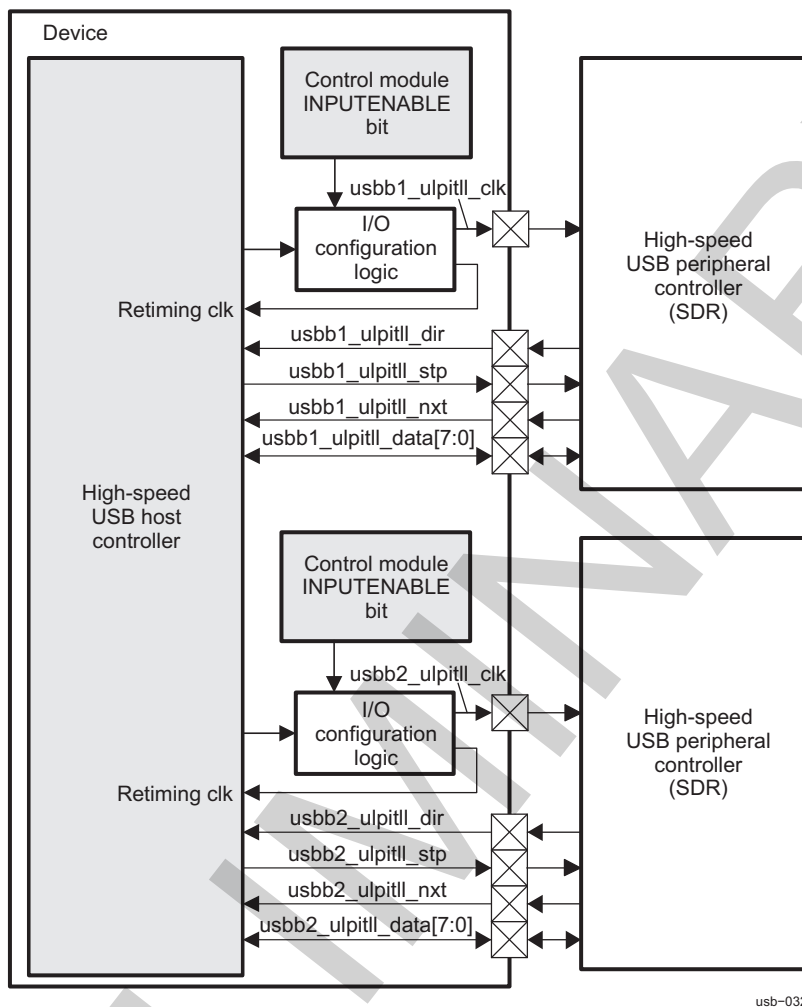 Device
Control module
INPUTENABLE
bit
usbb1_ulpitll_clk
I/O
configuration
logic
High-speed
USB peripheral
controller
(SDR)
Retiming clk
usbb1_ulpitll_dir
usbb1_ulpitll_stp
usbb1_ulpitll_nxt
usbb1_ulpitll_data[7:0]
High-speed
USB host
controller
Control module
INPUTENABLE
bit
usbb2_ulpitll_clk
I/O
configuration
logic
High-speed
USB peripheral
controller
(SDR)
Retiming clk
usbb2_ulpitll_dir
usbb2_ulpitll_stp
usbb2_ulpitll_nxt
usbb2_ulpitll_data[7:0]